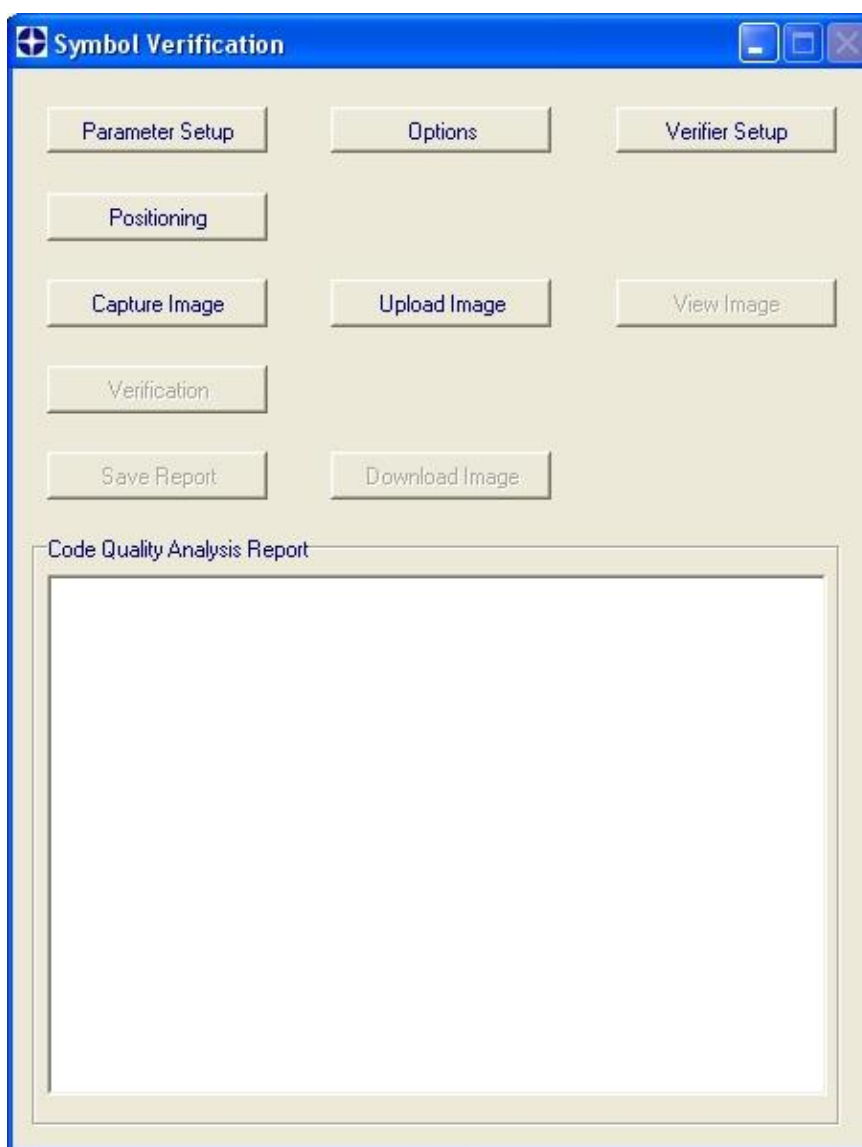 Symbol Verification
Parameter Setup Options Verifier Setup
Positioning
Capture Image Upload Image View Image
Verification
Save Report Download Image
Code Quality Analysis Report